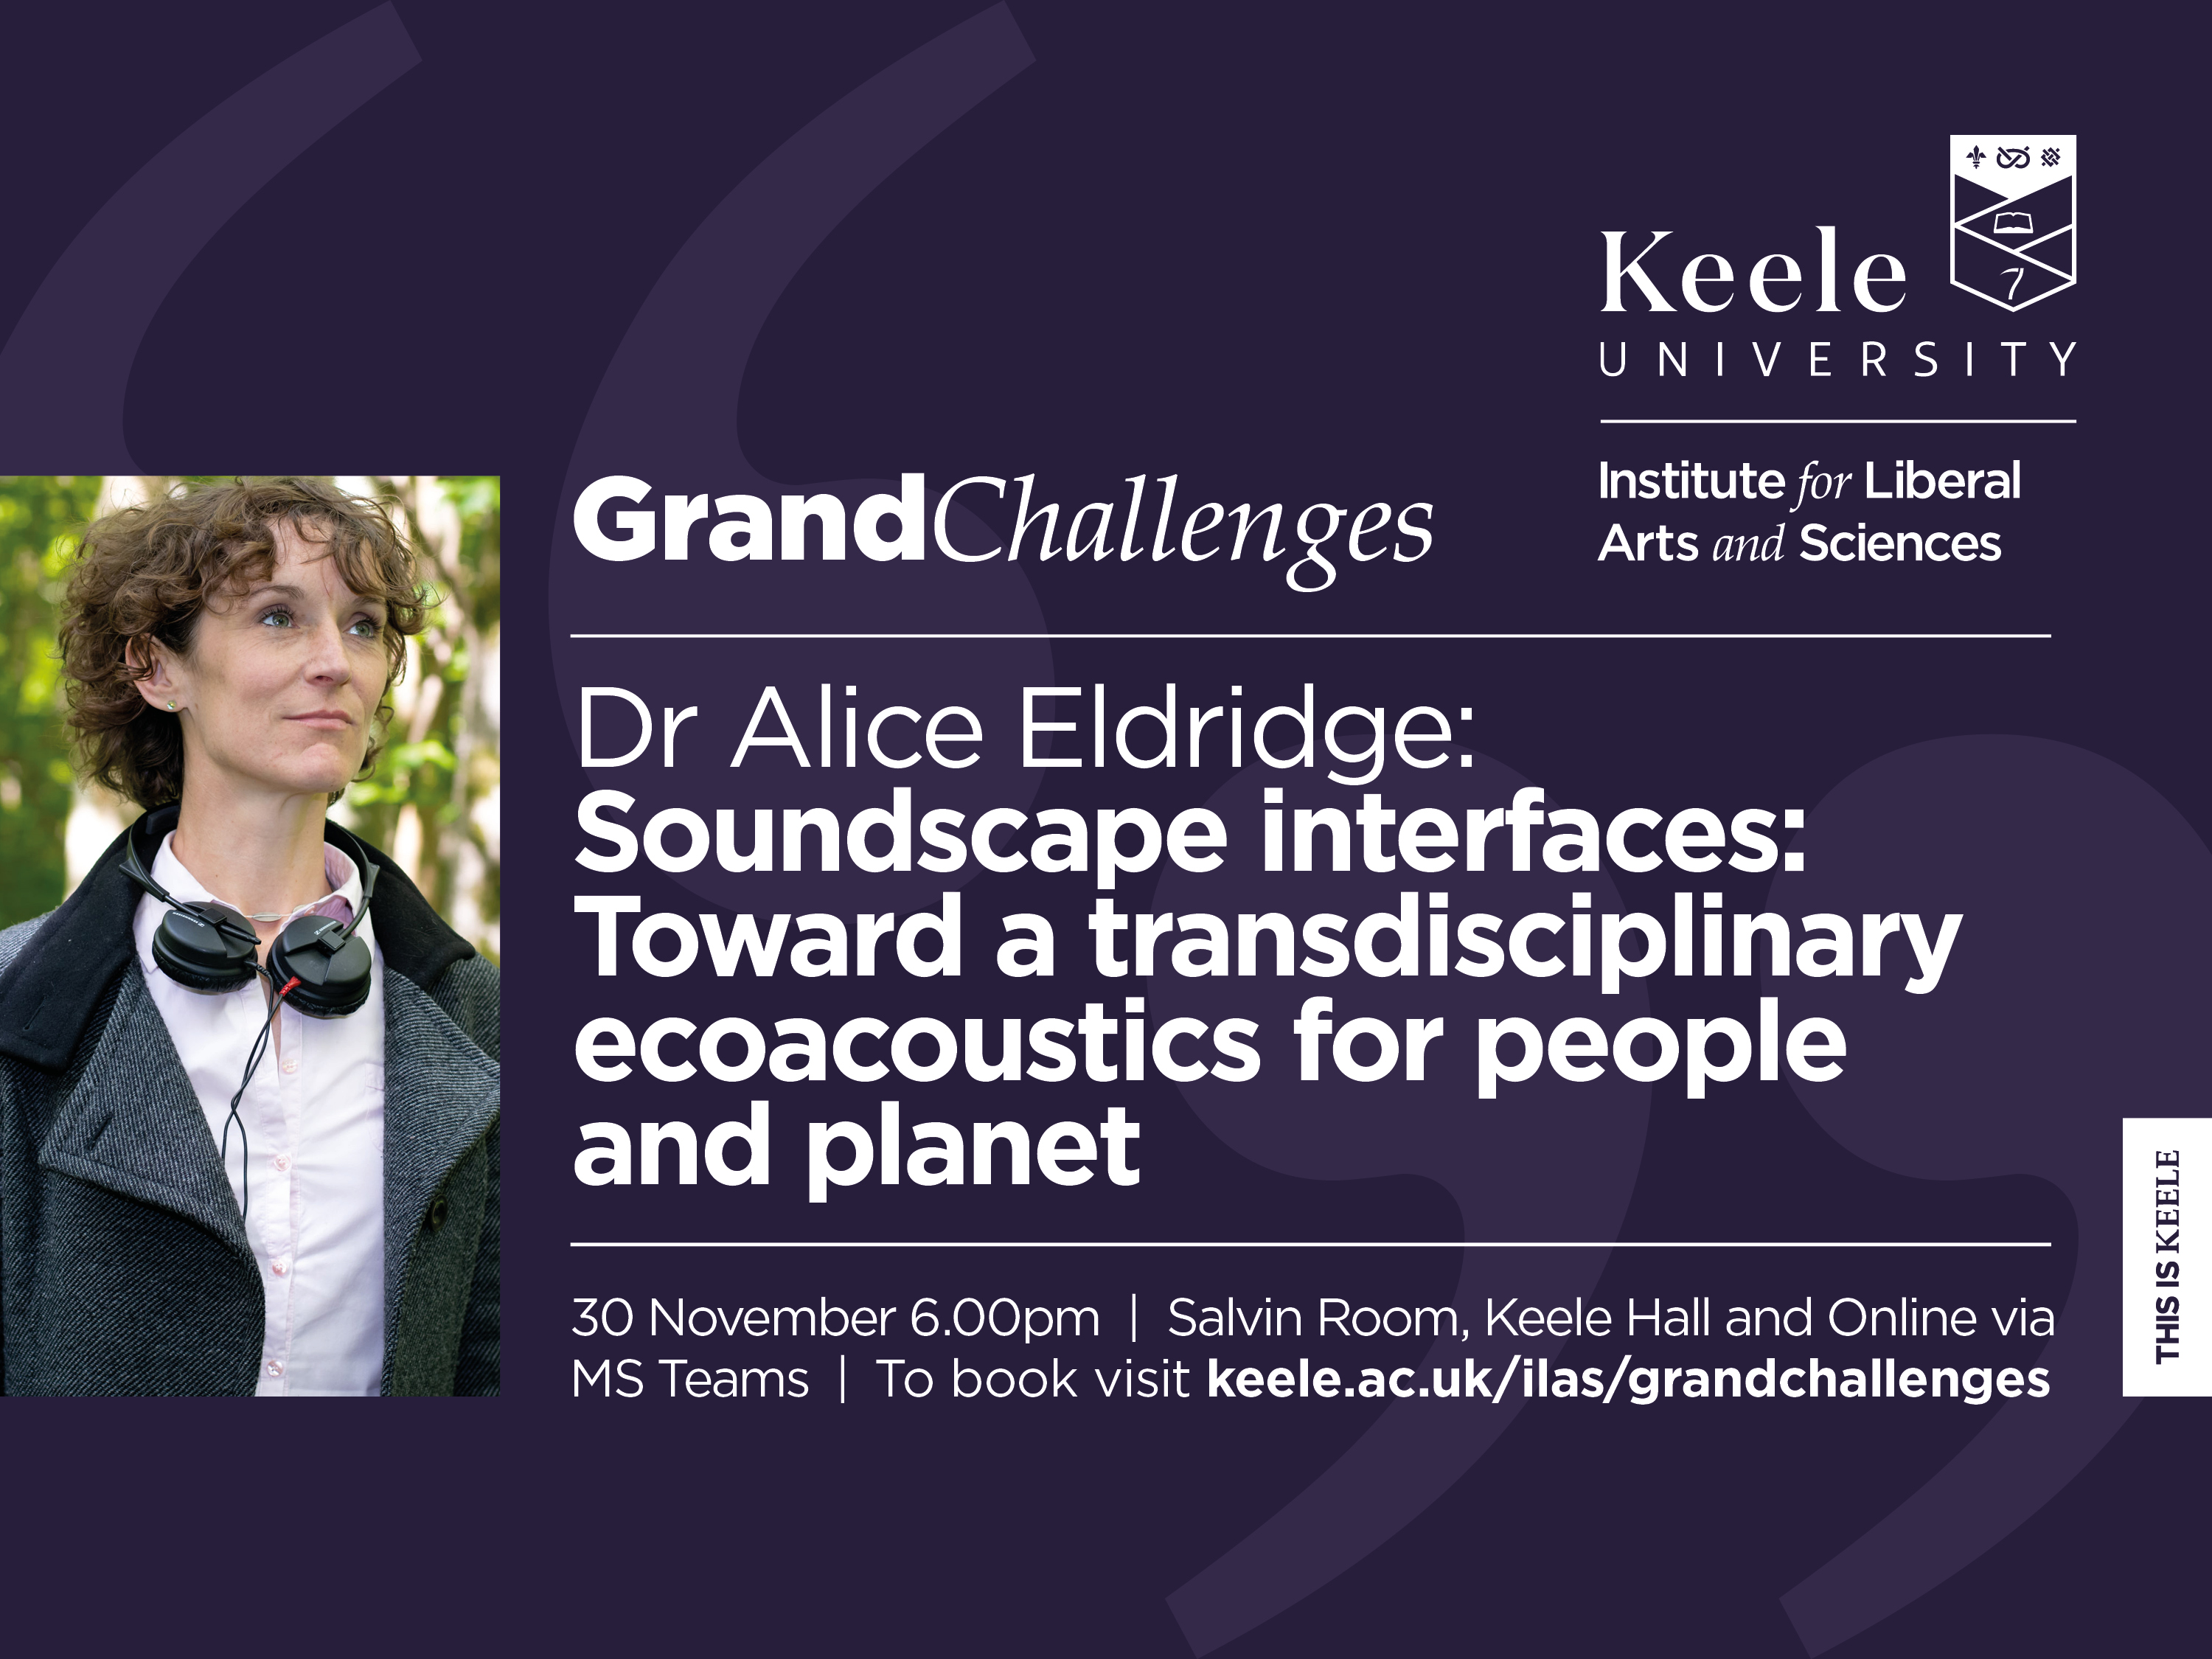 Keele
UNIVERSITY
Institute for Liberal
Arts and Sciences
GrandChallenges
Dr Alice Eldridge:
Soundscape interfaces:
Toward a transdisciplinary
ecoacoustics for people
and planet
30 November 6.00pm | Salvin Room, Keele Hall and Online via
MS Teams | To book visit keele.ac.uk/ilas/grandchallenges
THIS IS KEELE